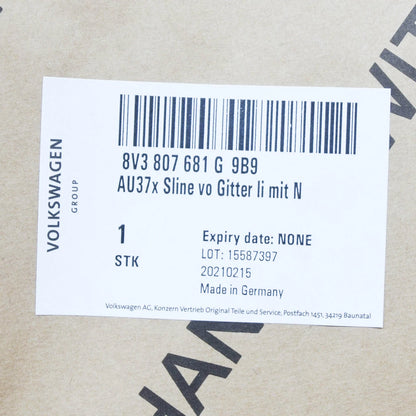 VOLKSWAGEN
GROUP
8V3 807 681 G 9B9
AU37x Sline vo Gitter li mit N
1
STK
Expiry date: NONE
LOT: 15587397
20210215
Made in Germany
Volkswagen AG, Konzern Vertrieb Original Teile und Service, Postfach 1451, 34219 Baunatal
HAN